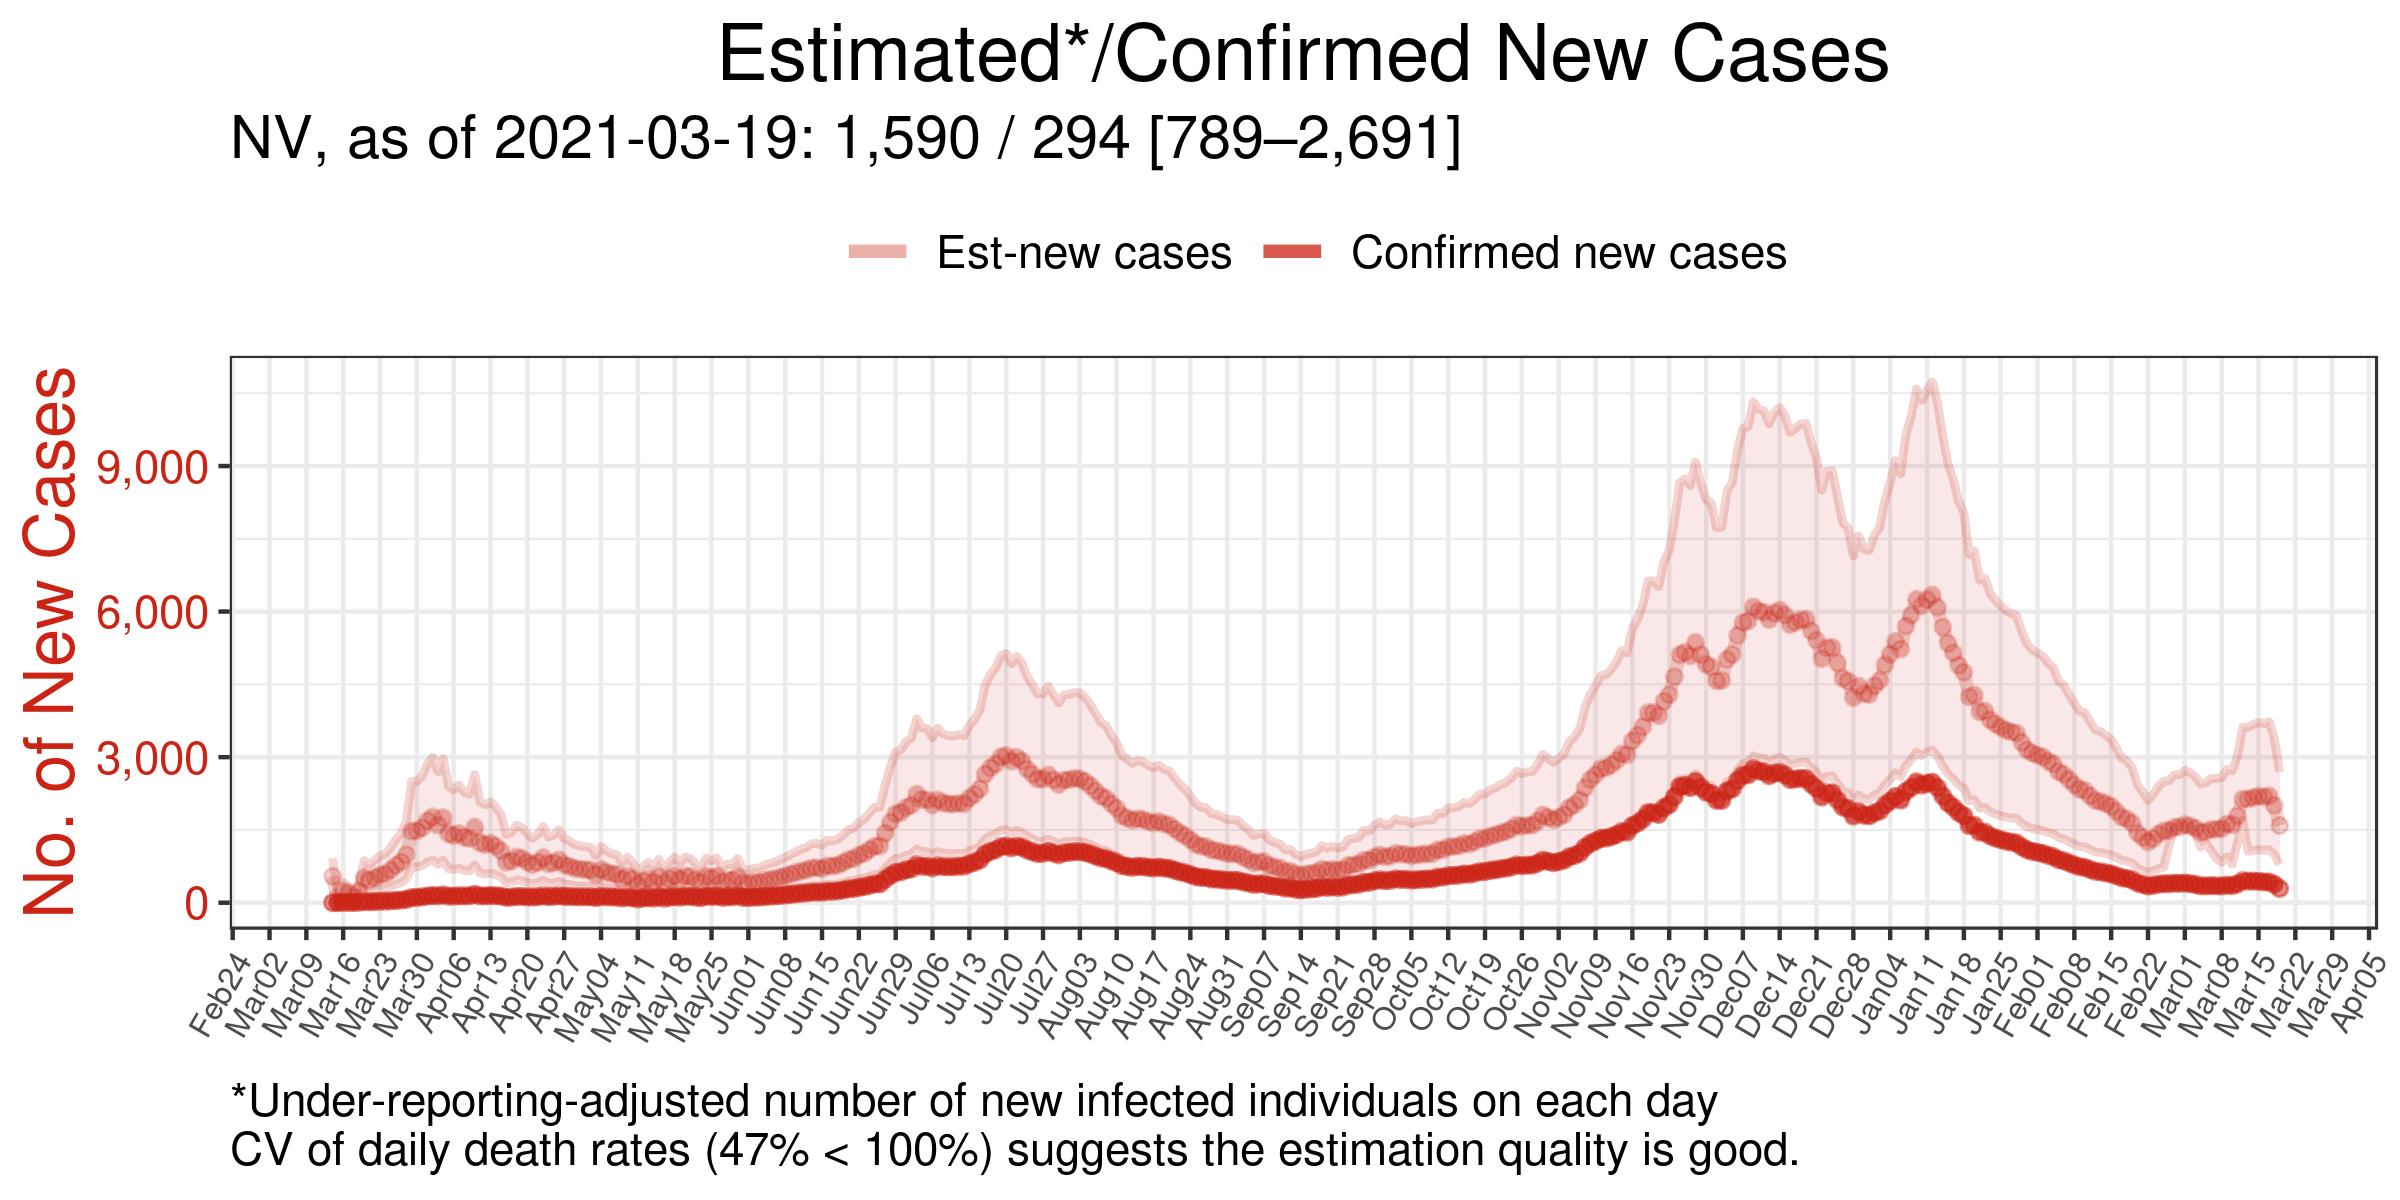 Estimated*/Confirmed New Cases
NV, as of 2021-03-19: 1,590 / 294 [789–2,691]
Est-new cases
Confirmed new cases
No. of New Cases
9,000
6,000
3,000
0
Feb24
Mar02
Mar09
Mar16
Mar23
Mar30
Apr06
Apr13
Apr20
Apr27
May04
May11
May18
May25
Jun01
Jun08
Jun15
Jun22
Jun29
Jul06
Jul13
Jul20
Jul27
Aug03
Aug10
Aug17
Aug24
Aug31
Sep07
Sep14
Sep21
Sep28
Oct05
Oct12
Oct19
Oct26
Nov02
Nov09
Nov16
Nov23
Nov30
Dec07
Dec14
Dec21
Dec28
Jan04
Jan11
Jan18
Jan25
Feb01
Feb08
Feb15
Feb22
Mar01
Mar08
Mar15
Mar22
Mar29
Apr05
*Under-reporting-adjusted number of new infected individuals on each day
CV of daily death rates (47% < 100%) suggests the estimation quality is good.